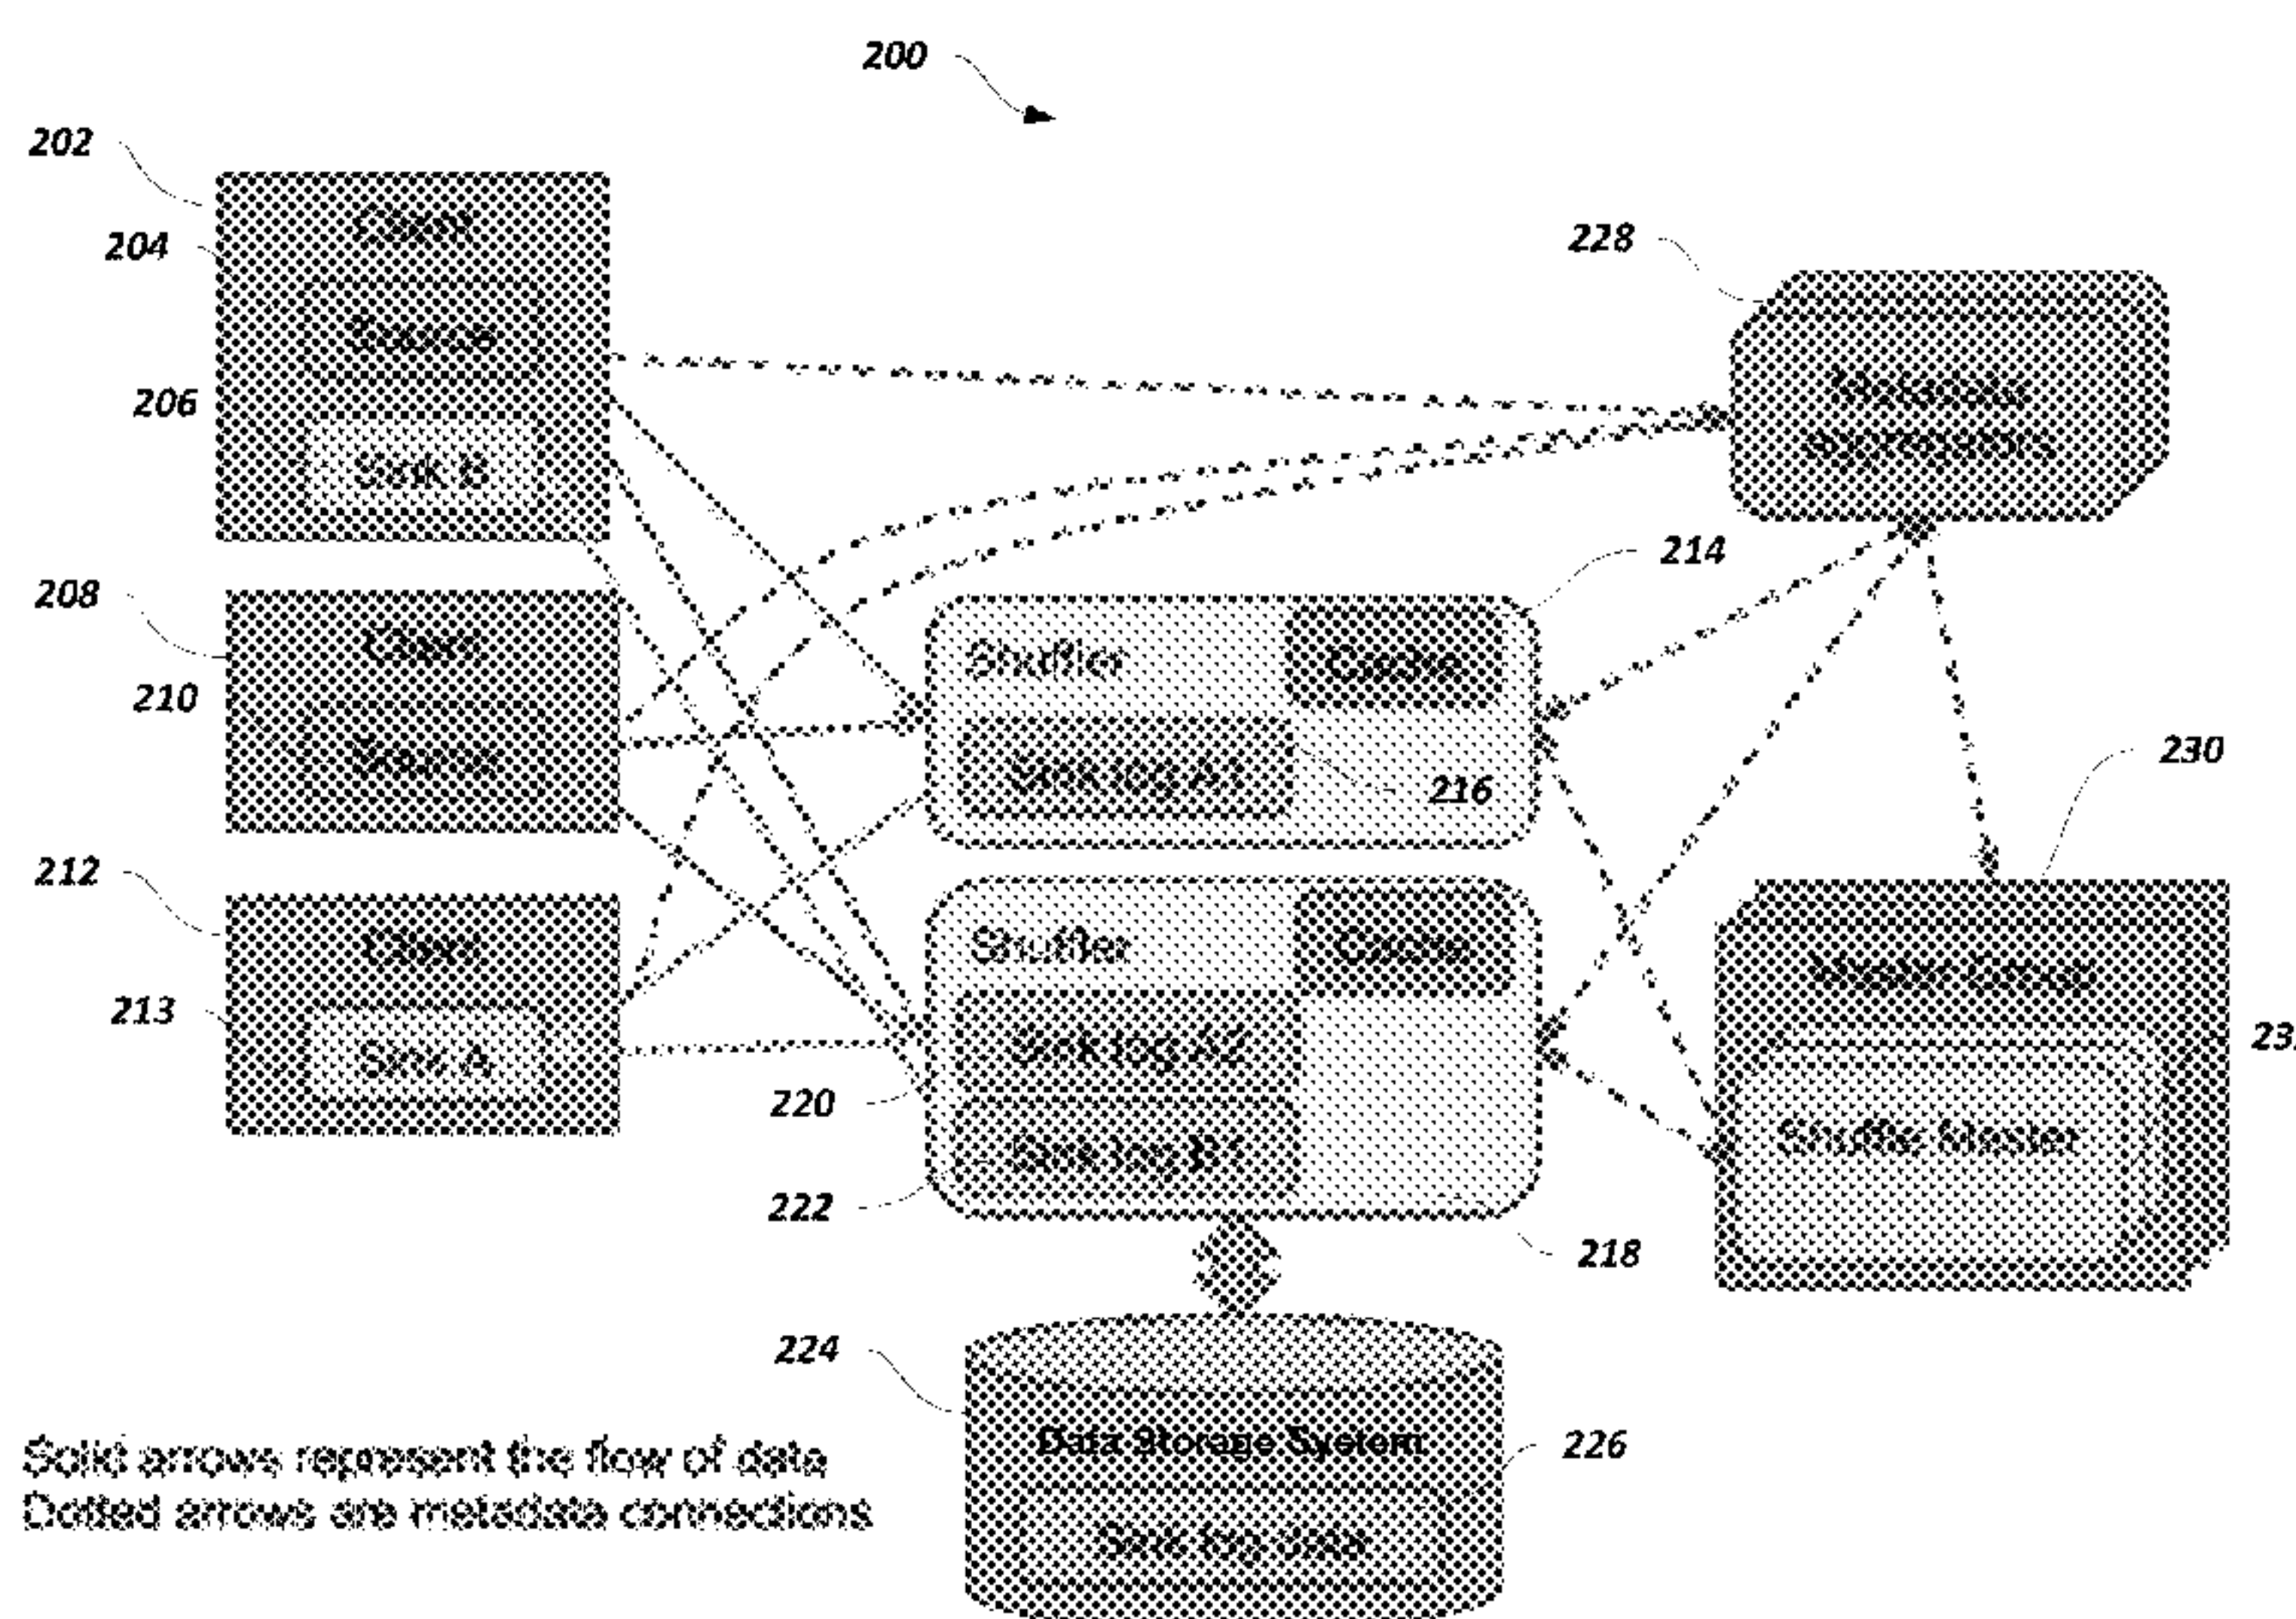 200
202
Client
204
Source
206
Sink B
228
Metadata
aggregators
208
Client
210
Source
214
Shuffler
Cache
Sink log A1
216
212
Client
213
Sink A
Shuffler
Cache
Sink log A2
220
Sink log B1
222
218
230
Master Group
Shuffle Master
224
Data Storage System
226
Sink log data
Solid arrows represent the flow of data
Dotted arrows are metadata connections